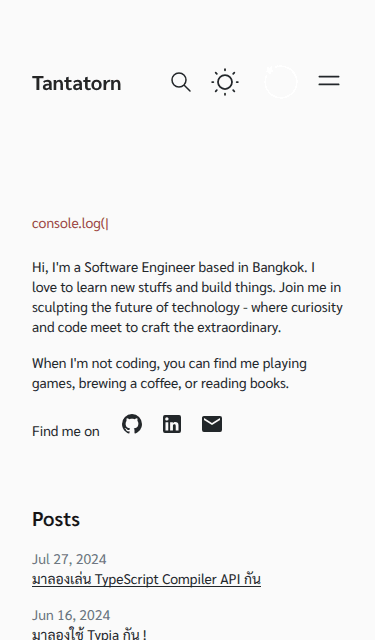 Tantatorn
console.log(|
Hi, I'm a Software Engineer based in Bangkok. I
love to learn new stuffs and build things. Join me in
sculpting the future of technology - where curiosity
and code meet to craft the extraordinary.
When I'm not coding, you can find me playing
games, brewing a coffee, or reading books.
Find me on
Posts
Jul 27, 2024
มาลองเล่น TypeScript Compiler API กัน
Jun 16, 2024
มาลองใช้ Typia กัน !